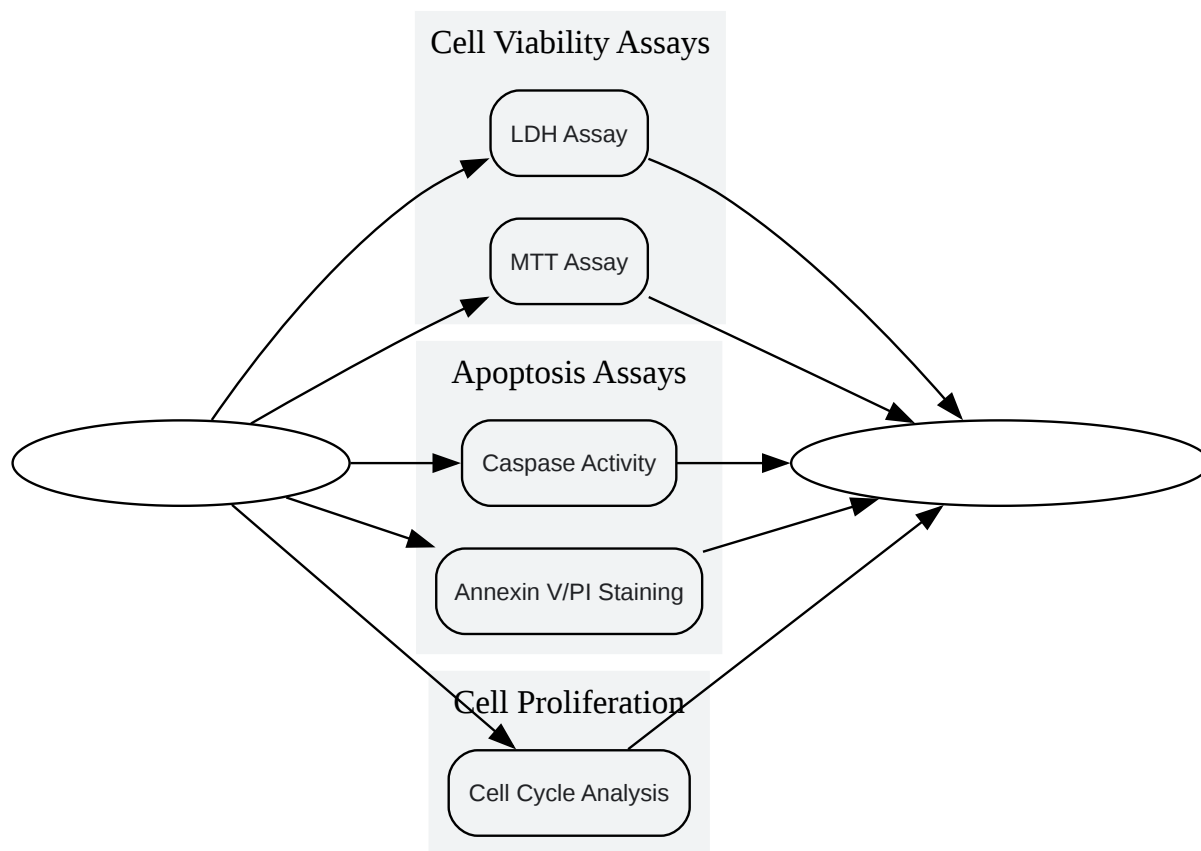 Cell Viability Assays
LDH Assay
MTT Assay
Apoptosis Assays
Caspase Activity
Annexin V/PI Staining
Cell Proliferation
Cell Cycle Analysis